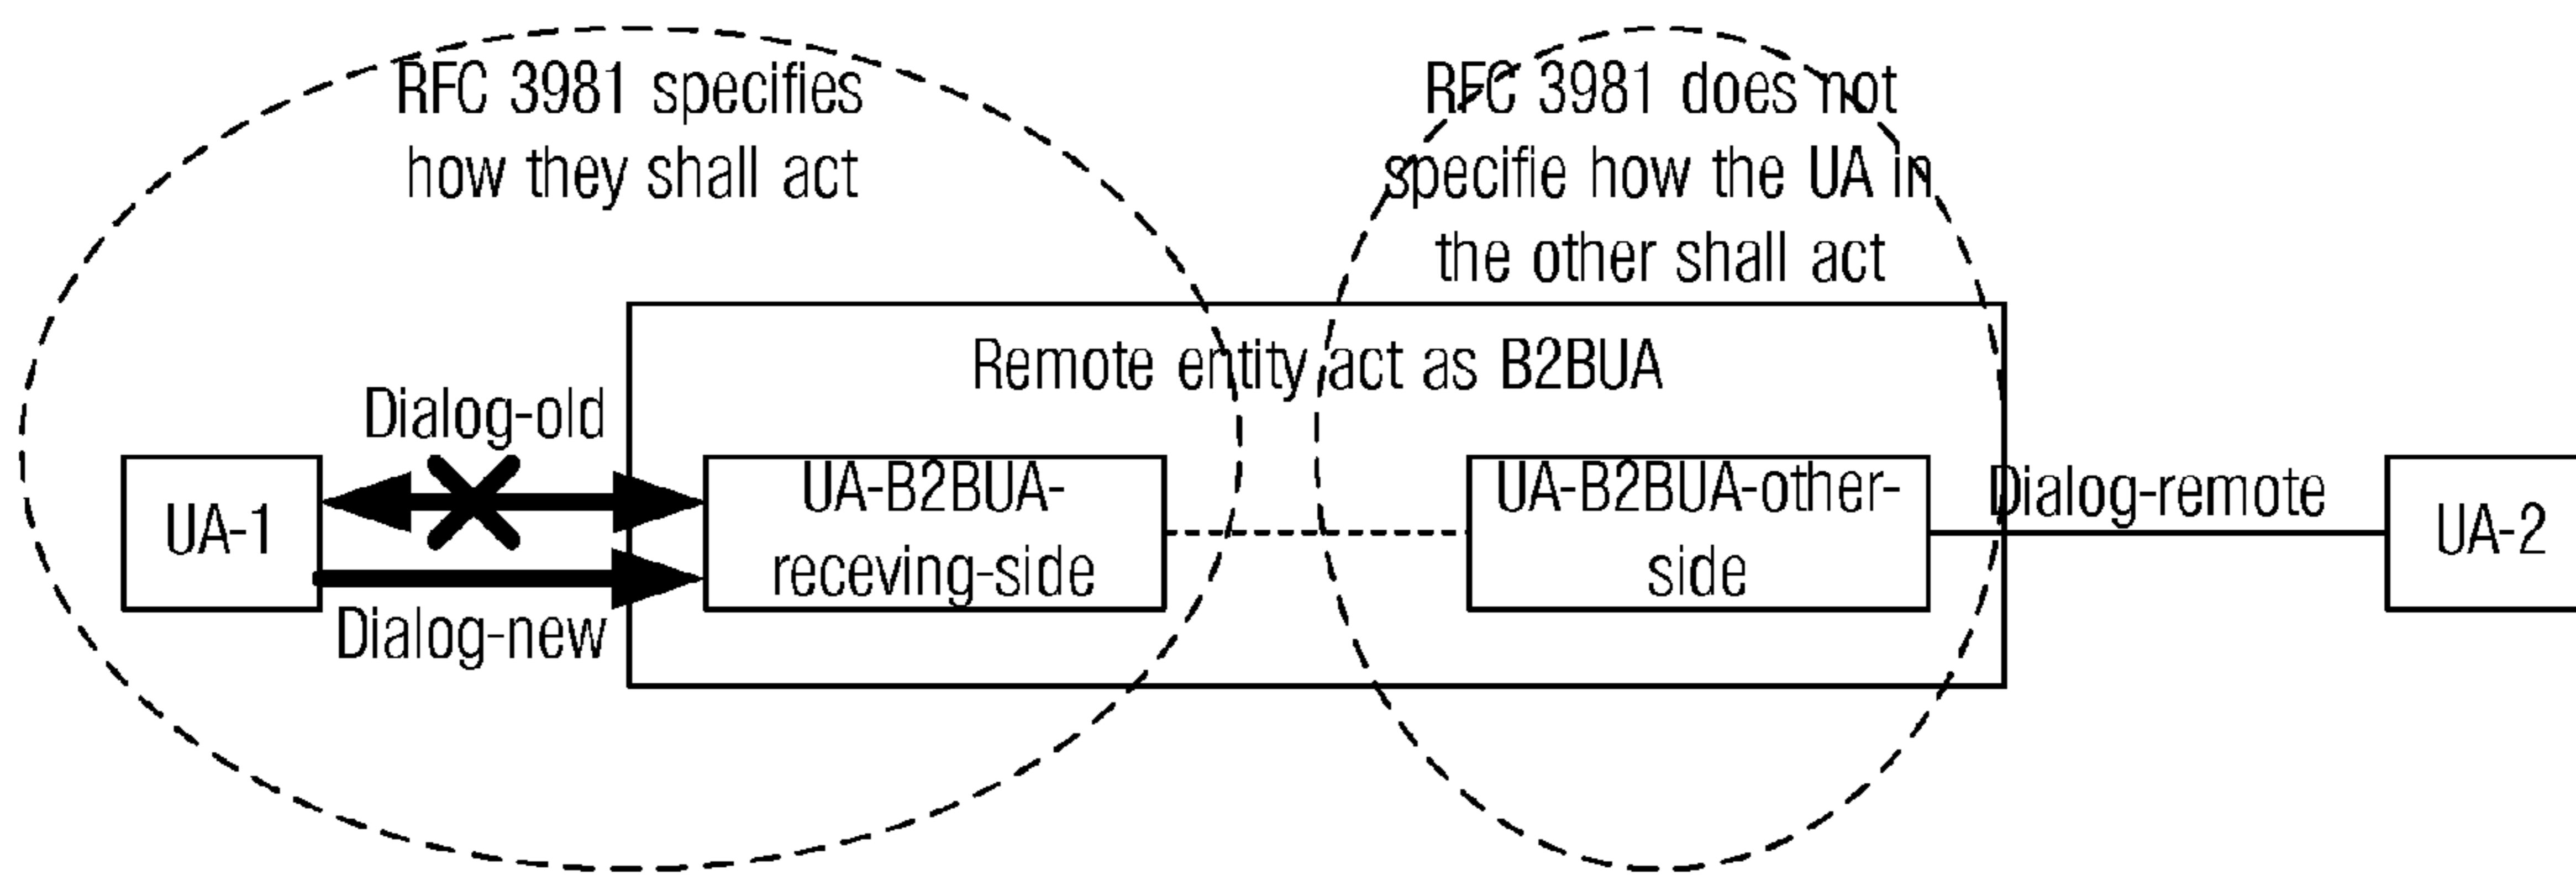 RFC 3981 specifies
how they shall act
RFC 3981 does not
specifie how the UA in
the other shall act
Remote entity act as B2BUA
Dialog-old
UA-1
UA-B2BUA-
receving-side
UA-B2BUA-other-
side
Dialog-remote
UA-2
Dialog-new